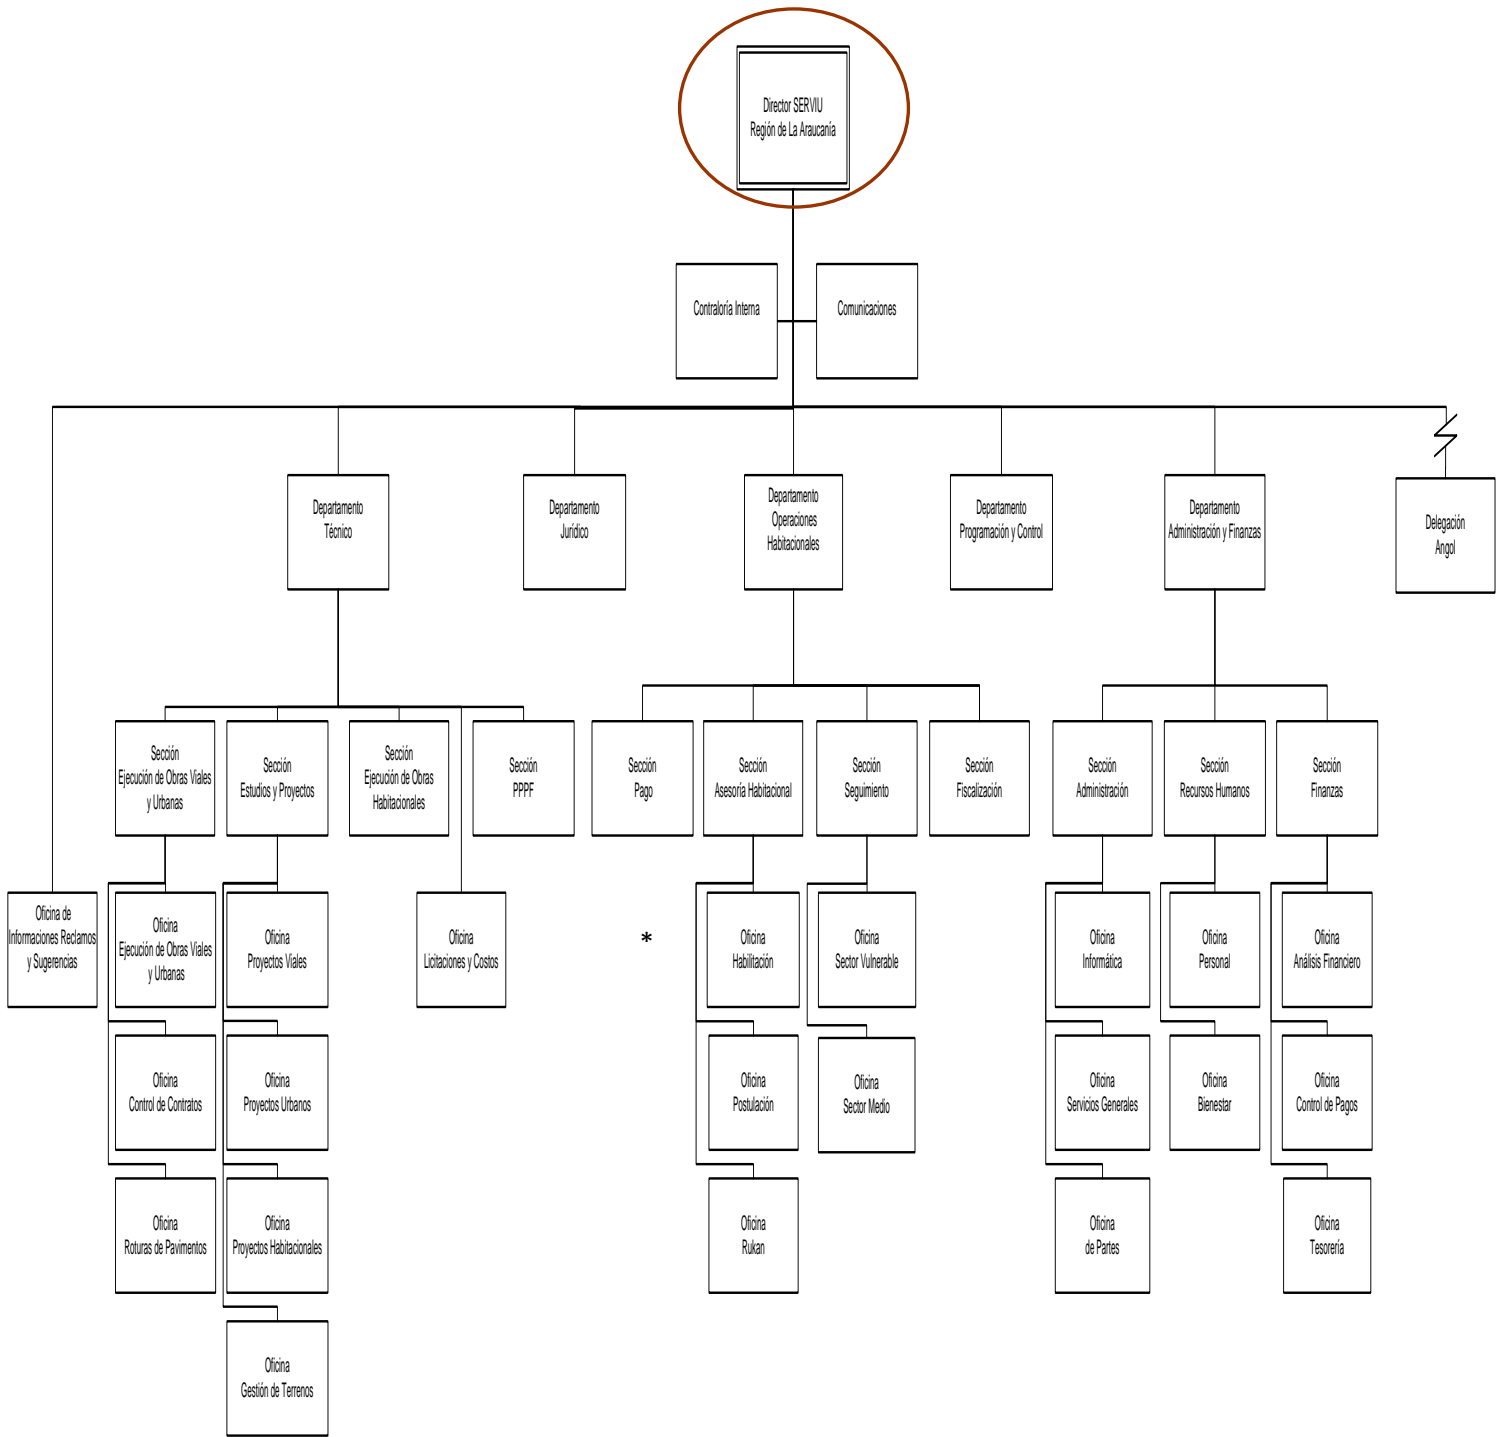 Director SERVIU
Región de La Araucanía
Contraloría Interna
Comunicaciones
Departamento
Técnico
Departamento
Jurídico
Departamento
Operaciones
Habitacionales
Departamento
Programación y Control
Departamento
Administración y Finanzas
Delegación
Angol
Sección
Ejecución de Obras Viales
y Urbanas
Sección
Estudios y Proyectos
Sección
Ejecución de Obras
Habitacionales
Sección
PPPF
Sección
Pago
Sección
Asesoría Habitacional
Sección
Seguimiento
Sección
Fiscalización
Sección
Administración
Sección
Recursos Humanos
Sección
Finanzas
Oficina de
Informaciones Reclamos
y Sugerencias
Oficina
Ejecución de Obras Viales
y Urbanas
Oficina
Proyectos Viales
Oficina
Licitaciones y Costos
*
Oficina
Habilitación
Oficina
Sector Vulnerable
Oficina
Informática
Oficina
Personal
Oficina
Análisis Financiero
Oficina
Control de Contratos
Oficina
Proyectos Urbanos
Oficina
Postulación
Oficina
Sector Medio
Oficina
Servicios Generales
Oficina
Bienestar
Oficina
Control de Pagos
Oficina
Roturas de Pavimentos
Oficina
Proyectos Habitacionales
Oficina
Rukan
Oficina
de Partes
Oficina
Tesorería
Oficina
Gestión de Terrenos